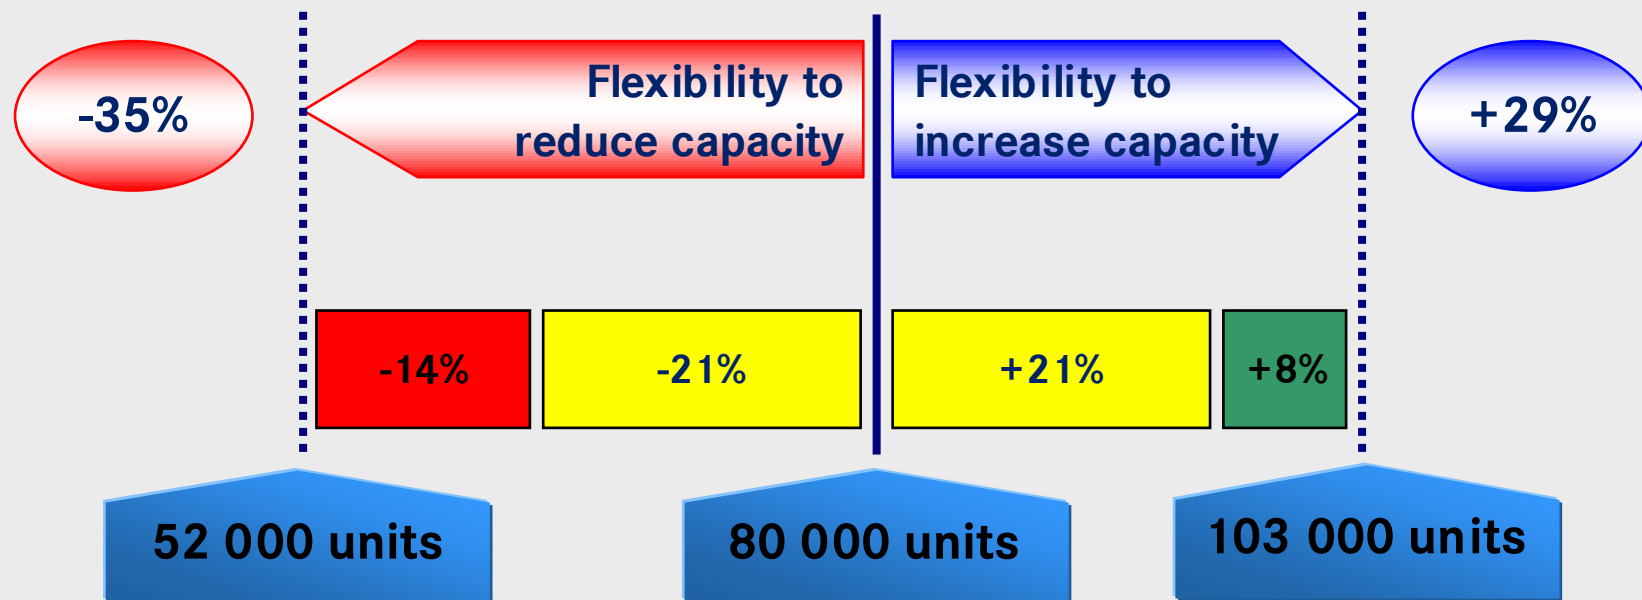 -35%
Flexibility to
reduce capacity
Flexibility to
increase capacity
+29%
-14%
-21%
+21%
+8%
52 000 units
80 000 units
103 000 units